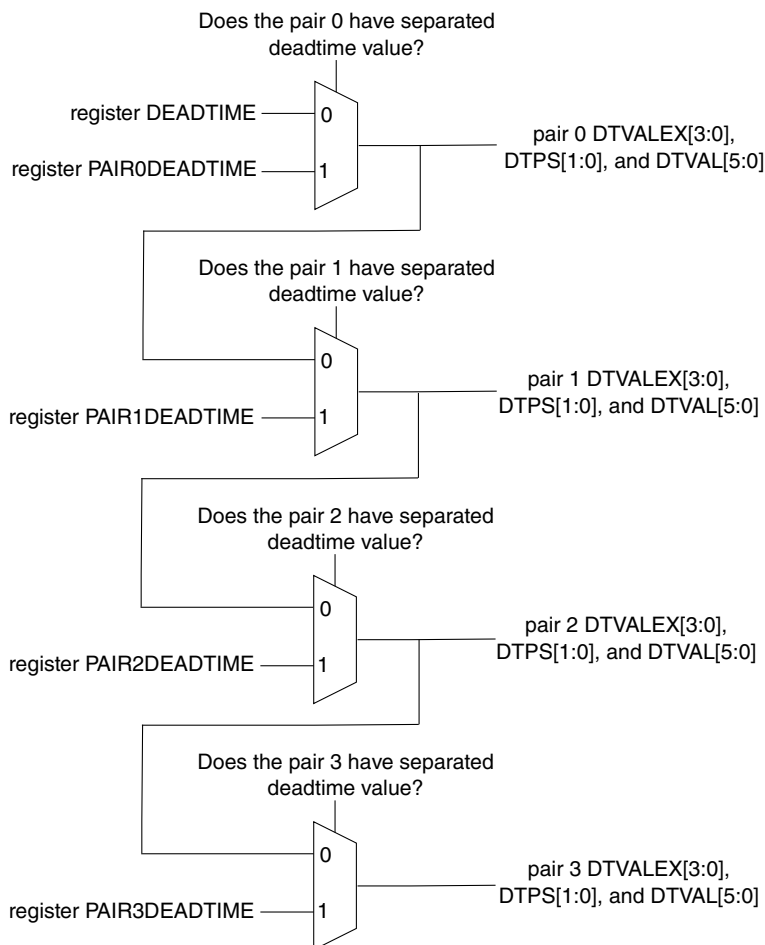 Does the pair 0 have separated
deadtime value?
register DEADTIME
0
register PAIR0DEADTIME
1
pair 0 DTVALEX[3:0],
DTPS[1:0], and DTVAL[5:0]
Does the pair 1 have separated
deadtime value?
0
register PAIR1DEADTIME
1
pair 1 DTVALEX[3:0],
DTPS[1:0], and DTVAL[5:0]
Does the pair 2 have separated
deadtime value?
0
register PAIR2DEADTIME
1
pair 2 DTVALEX[3:0],
DTPS[1:0], and DTVAL[5:0]
Does the pair 3 have separated
deadtime value?
0
register PAIR3DEADTIME
1
pair 3 DTVALEX[3:0],
DTPS[1:0], and DTVAL[5:0]